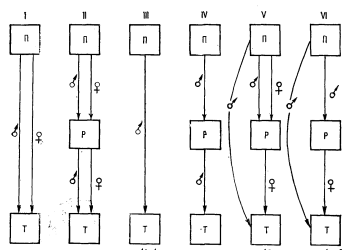 I II III IV V VI
П П П П П П
♂ ♀ ♂ ♂ ♀ ♂
♂ ♀ ♂ ♂
P P P P
♂ ♀ ♂ ♀ ♀
T T T T T T